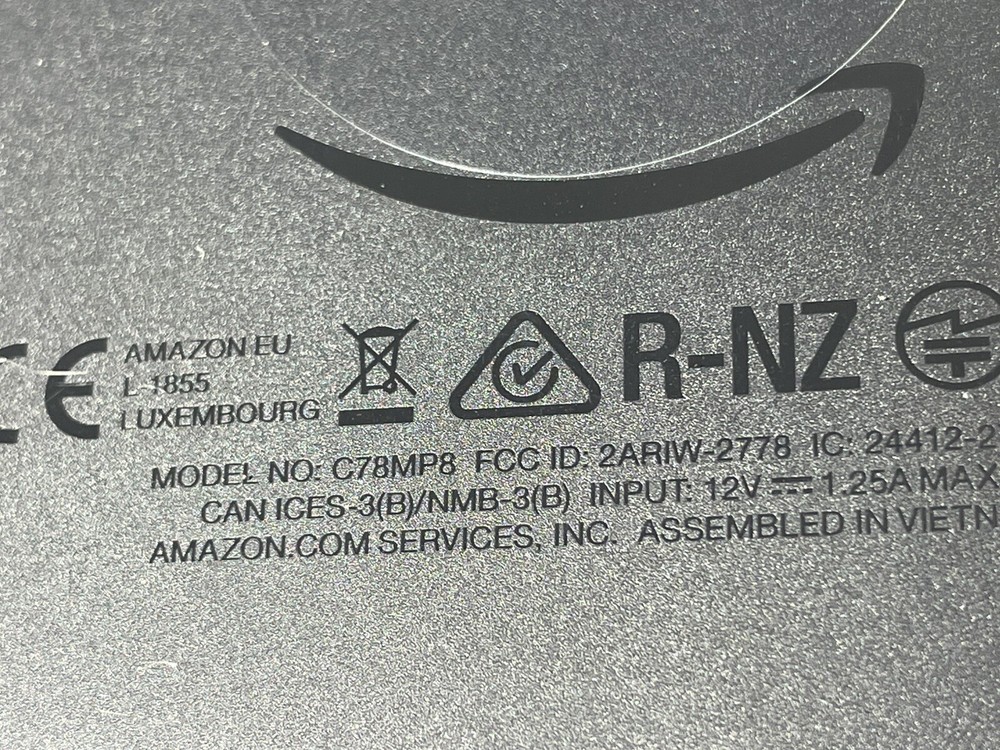 CE
AMAZON EU
L-1855
LUXEMBOURG
R-NZ
MODEL NO: C78MP8 FCC ID: 2ARIW-2778 IC: 24412-2
CAN ICES-3(B)/NMB-3(B) INPUT: 12V ⎓ 1.25A MAX
AMAZON.COM SERVICES, INC. ASSEMBLED IN VIETN